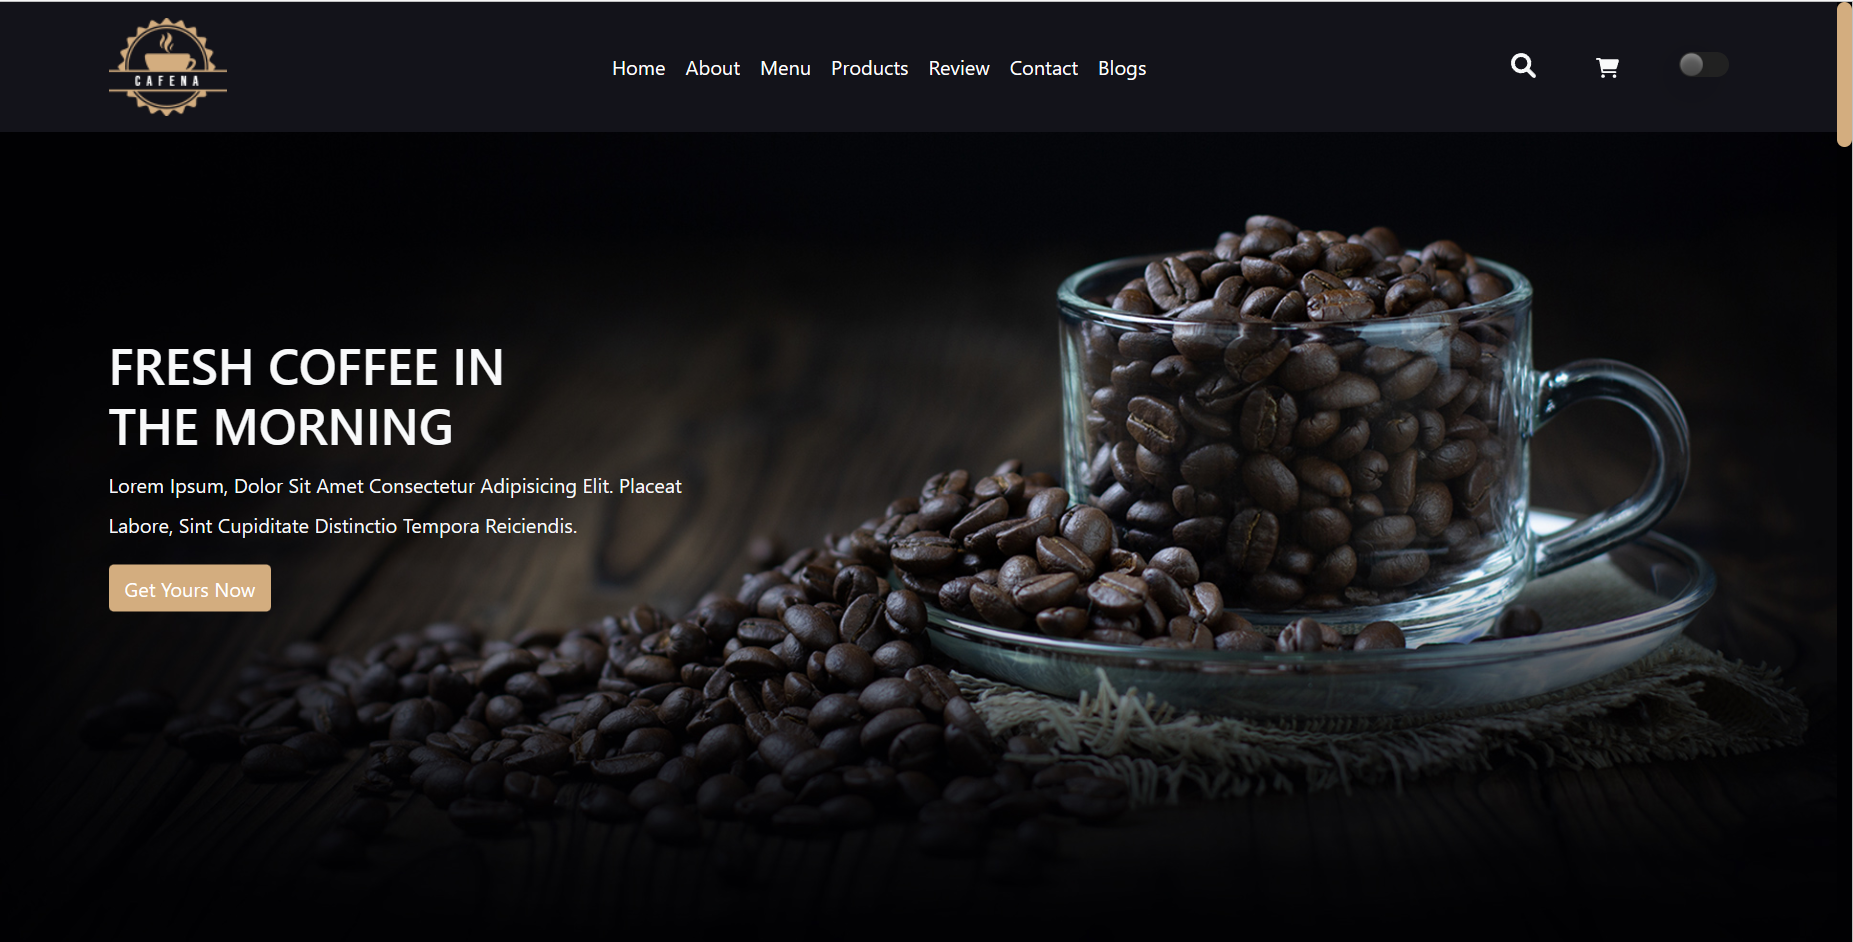 CAFENA
Home About Menu Products Review Contact Blogs
FRESH COFFEE IN
THE MORNING
Lorem Ipsum, Dolor Sit Amet Consectetur Adipisicing Elit. Placeat
Labore, Sint Cupiditate Distinctio Tempora Reiciendis.
Get Yours Now